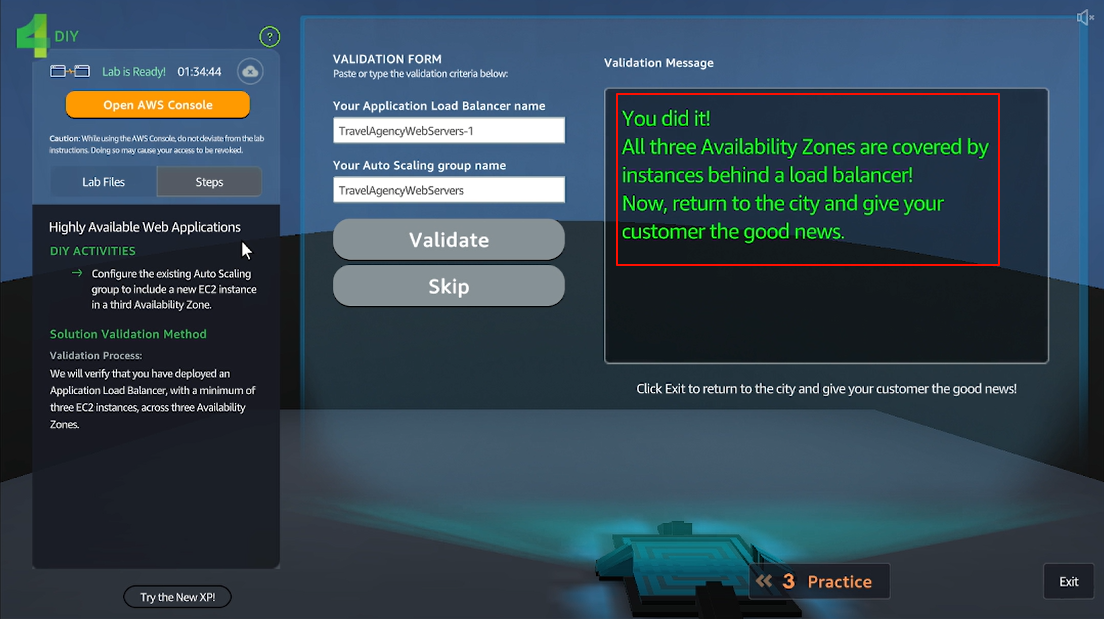 4 DIY
?
Lab is Ready! 01:34:44
Open AWS Console
Caution: While using the AWS Console, do not deviate from the lab
instructions. Doing so may cause your access to be revoked.
Lab Files
Steps
Highly Available Web Applications
DIY ACTIVITIES
→ Configure the existing Auto Scaling
group to include a new EC2 instance
in a third Availability Zone.
Solution Validation Method
Validation Process:
We will verify that you have deployed an
Application Load Balancer, with a minimum of
three EC2 instances, across three Availability
Zones.
Try the New XP!
VALIDATION FORM
Paste or type the validation criteria below:
Your Application Load Balancer name
TravelAgencyWebServers-1
Your Auto Scaling group name
TravelAgencyWebServers
Validate
Skip
Validation Message
You did it!
All three Availability Zones are covered by
instances behind a load balancer!
Now, return to the city and give your
customer the good news.
Click Exit to return to the city and give your customer the good news!
« 3 Practice
Exit